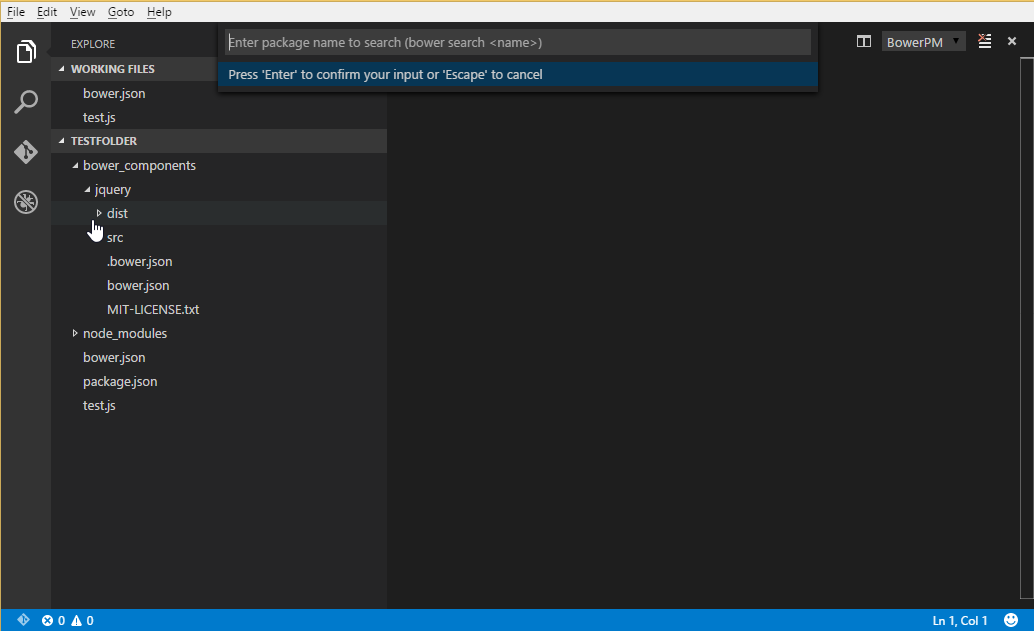 File Edit View Goto Help
EXPLORE
Enter package name to search (bower search <name>)
BowerPM
WORKING FILES
Press 'Enter' to confirm your input or 'Escape' to cancel
bower.json
test.js
TESTFOLDER
bower_components
jquery
dist
src
.bower.json
bower.json
MIT-LICENSE.txt
node_modules
bower.json
package.json
test.js
0 0 Ln 1, Col 1